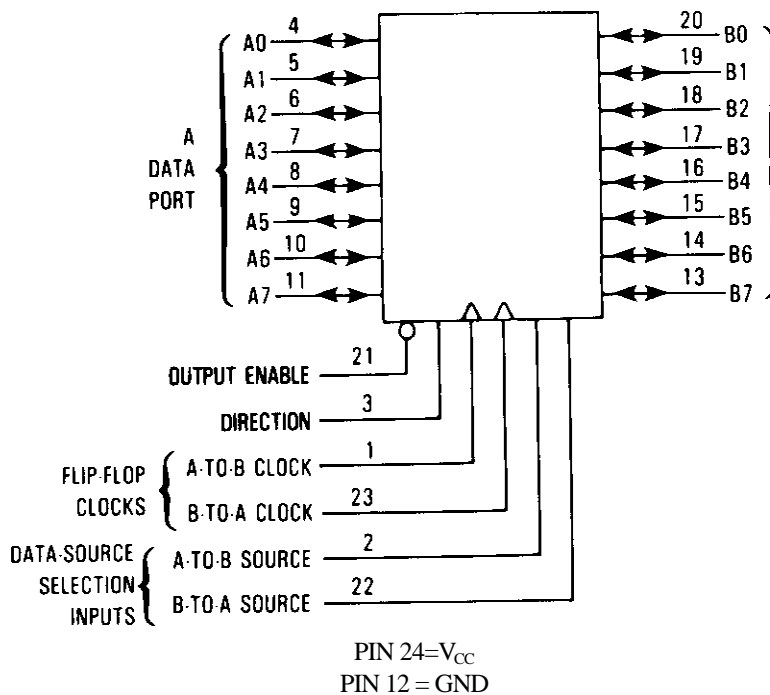 A0 4
A1 5
A2 6
A3 7
A4 8
A5 9
A6 10
A7 11
A
DATA
PORT
20 B0
19 B1
18 B2
17 B3
16 B4
15 B5
14 B6
13 B7
OUTPUT ENABLE 21
DIRECTION 3
FLIP-FLOP
CLOCKS
A-TO-B CLOCK 1
B-TO-A CLOCK 23
DATA-SOURCE
SELECTION
INPUTS
A-TO-B SOURCE 2
B-TO-A SOURCE 22
PIN 24=VCC
PIN 12 = GND